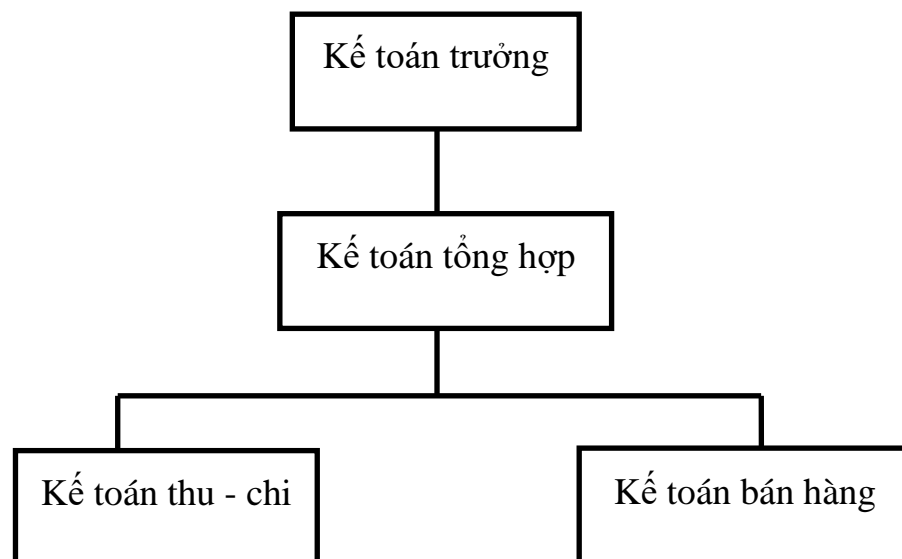 Kế toán trưởng
Kế toán tổng hợp
Kế toán thu - chi
Kế toán bán hàng